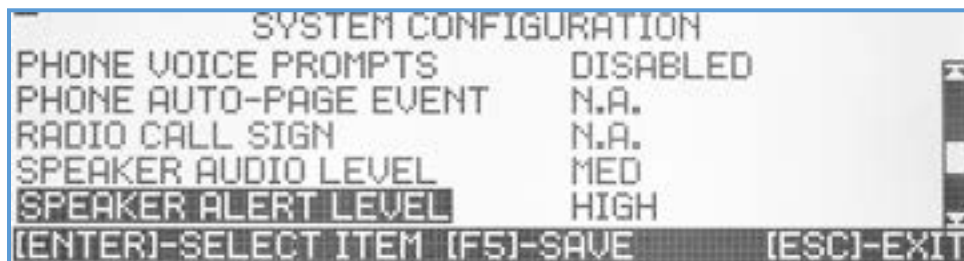 SYSTEM CONFIGURATION
PHONE VOICE PROMPTS DISABLED
PHONE AUTO-PAGE EVENT N.A.
RADIO CALL SIGN N.A.
SPEAKER AUDIO LEVEL MED
SPEAKER ALERT LEVEL HIGH
[ENTER]-SELECT ITEM [F5]-SAVE [ESC]-EXIT